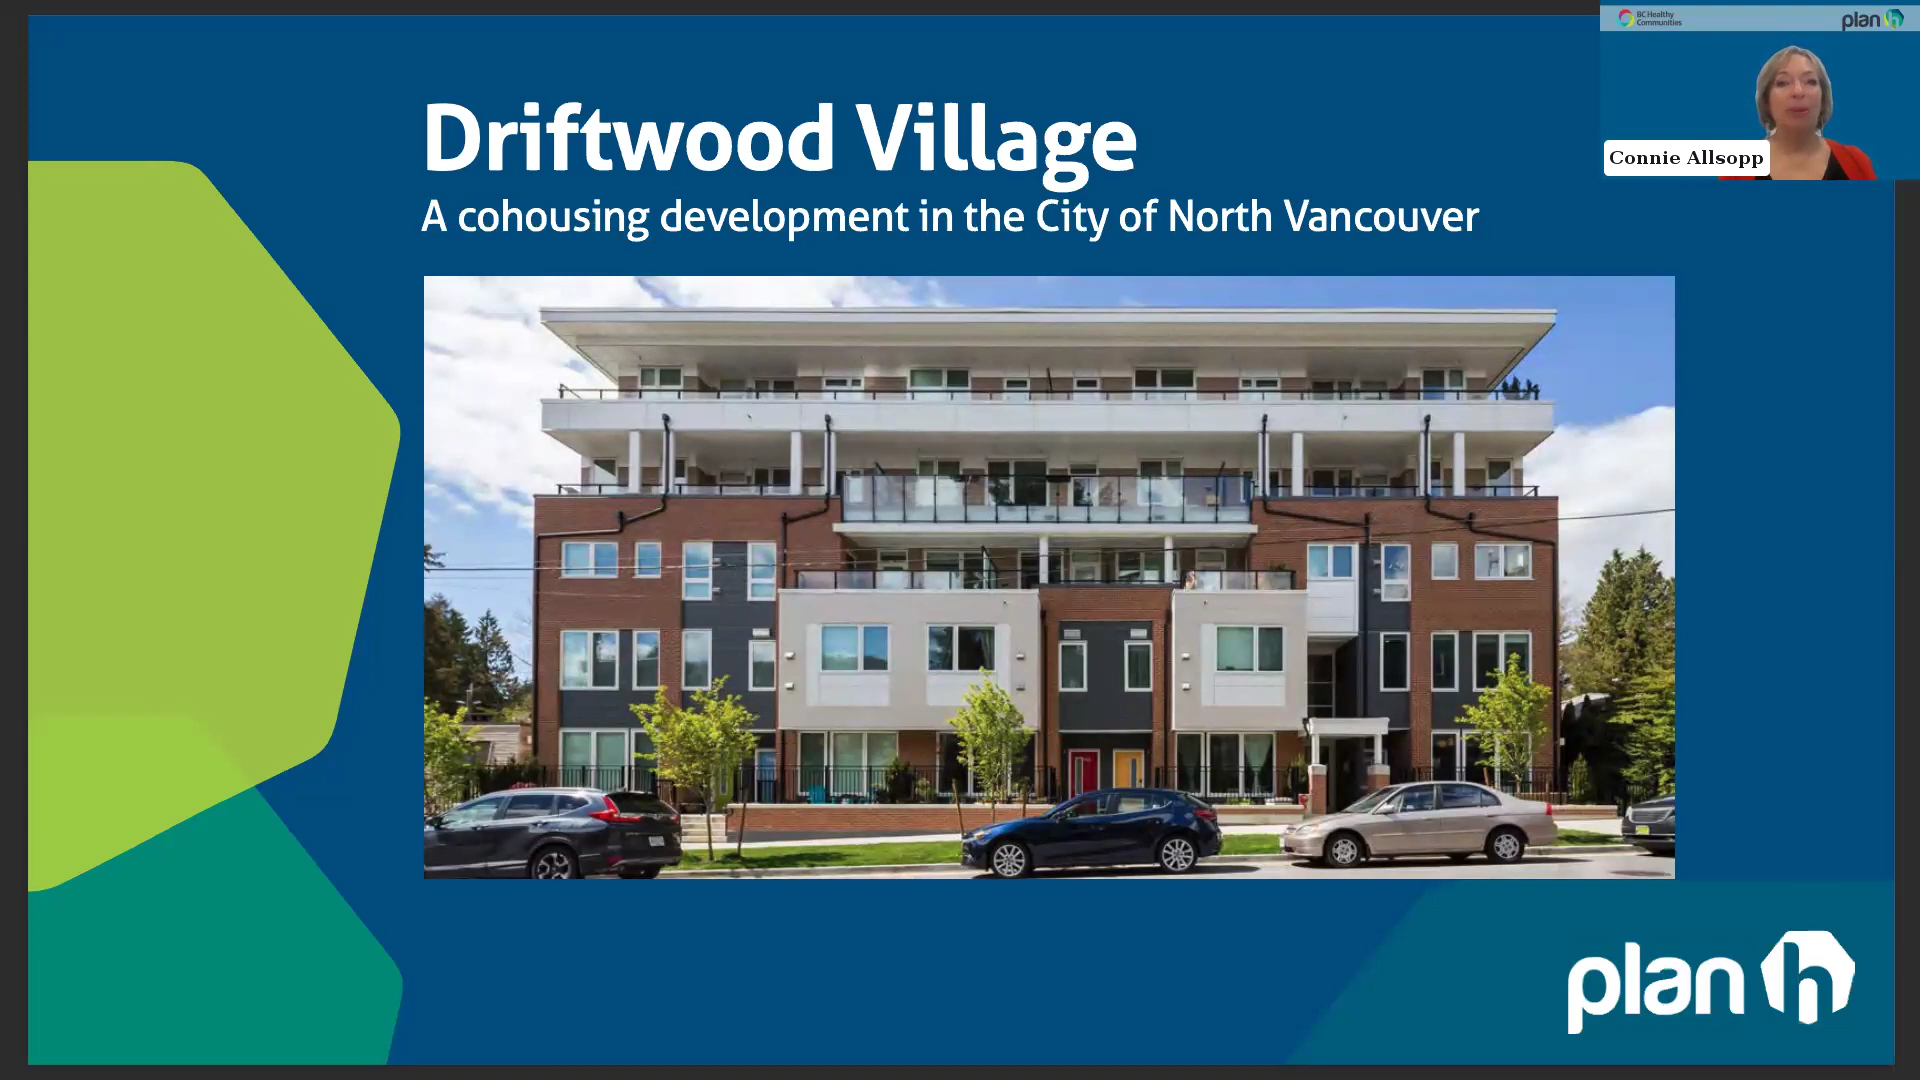 BC Healthy
Communities
plan h
Connie Allsopp
Driftwood Village
A cohousing development in the City of North Vancouver
plan h